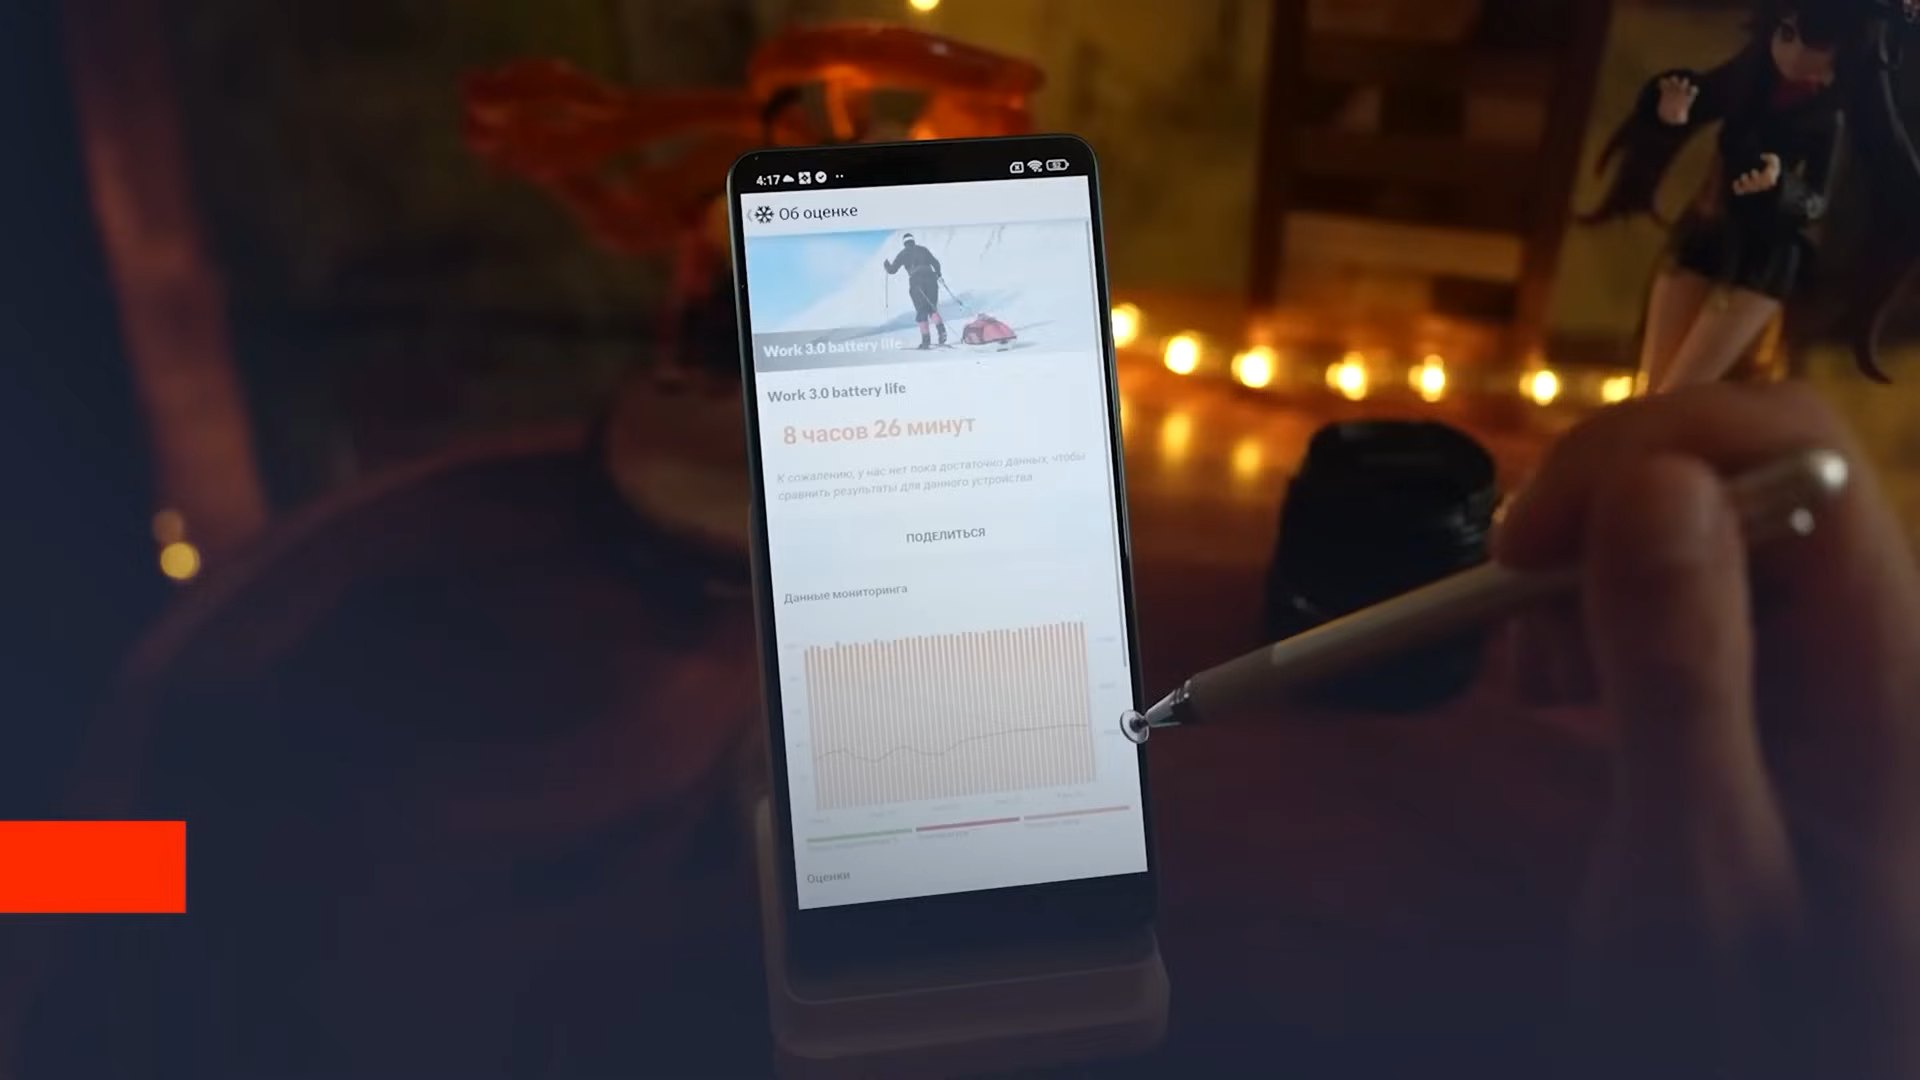 4:17
52
Об оценке
Work 3.0 battery life
Work 3.0 battery life
8 часов 26 минут
К сожалению, у нас нет пока достаточно данных, чтобы
сравнить результаты для данного устройства
ПОДЕЛИТЬСЯ
Данные мониторинга
Оценки